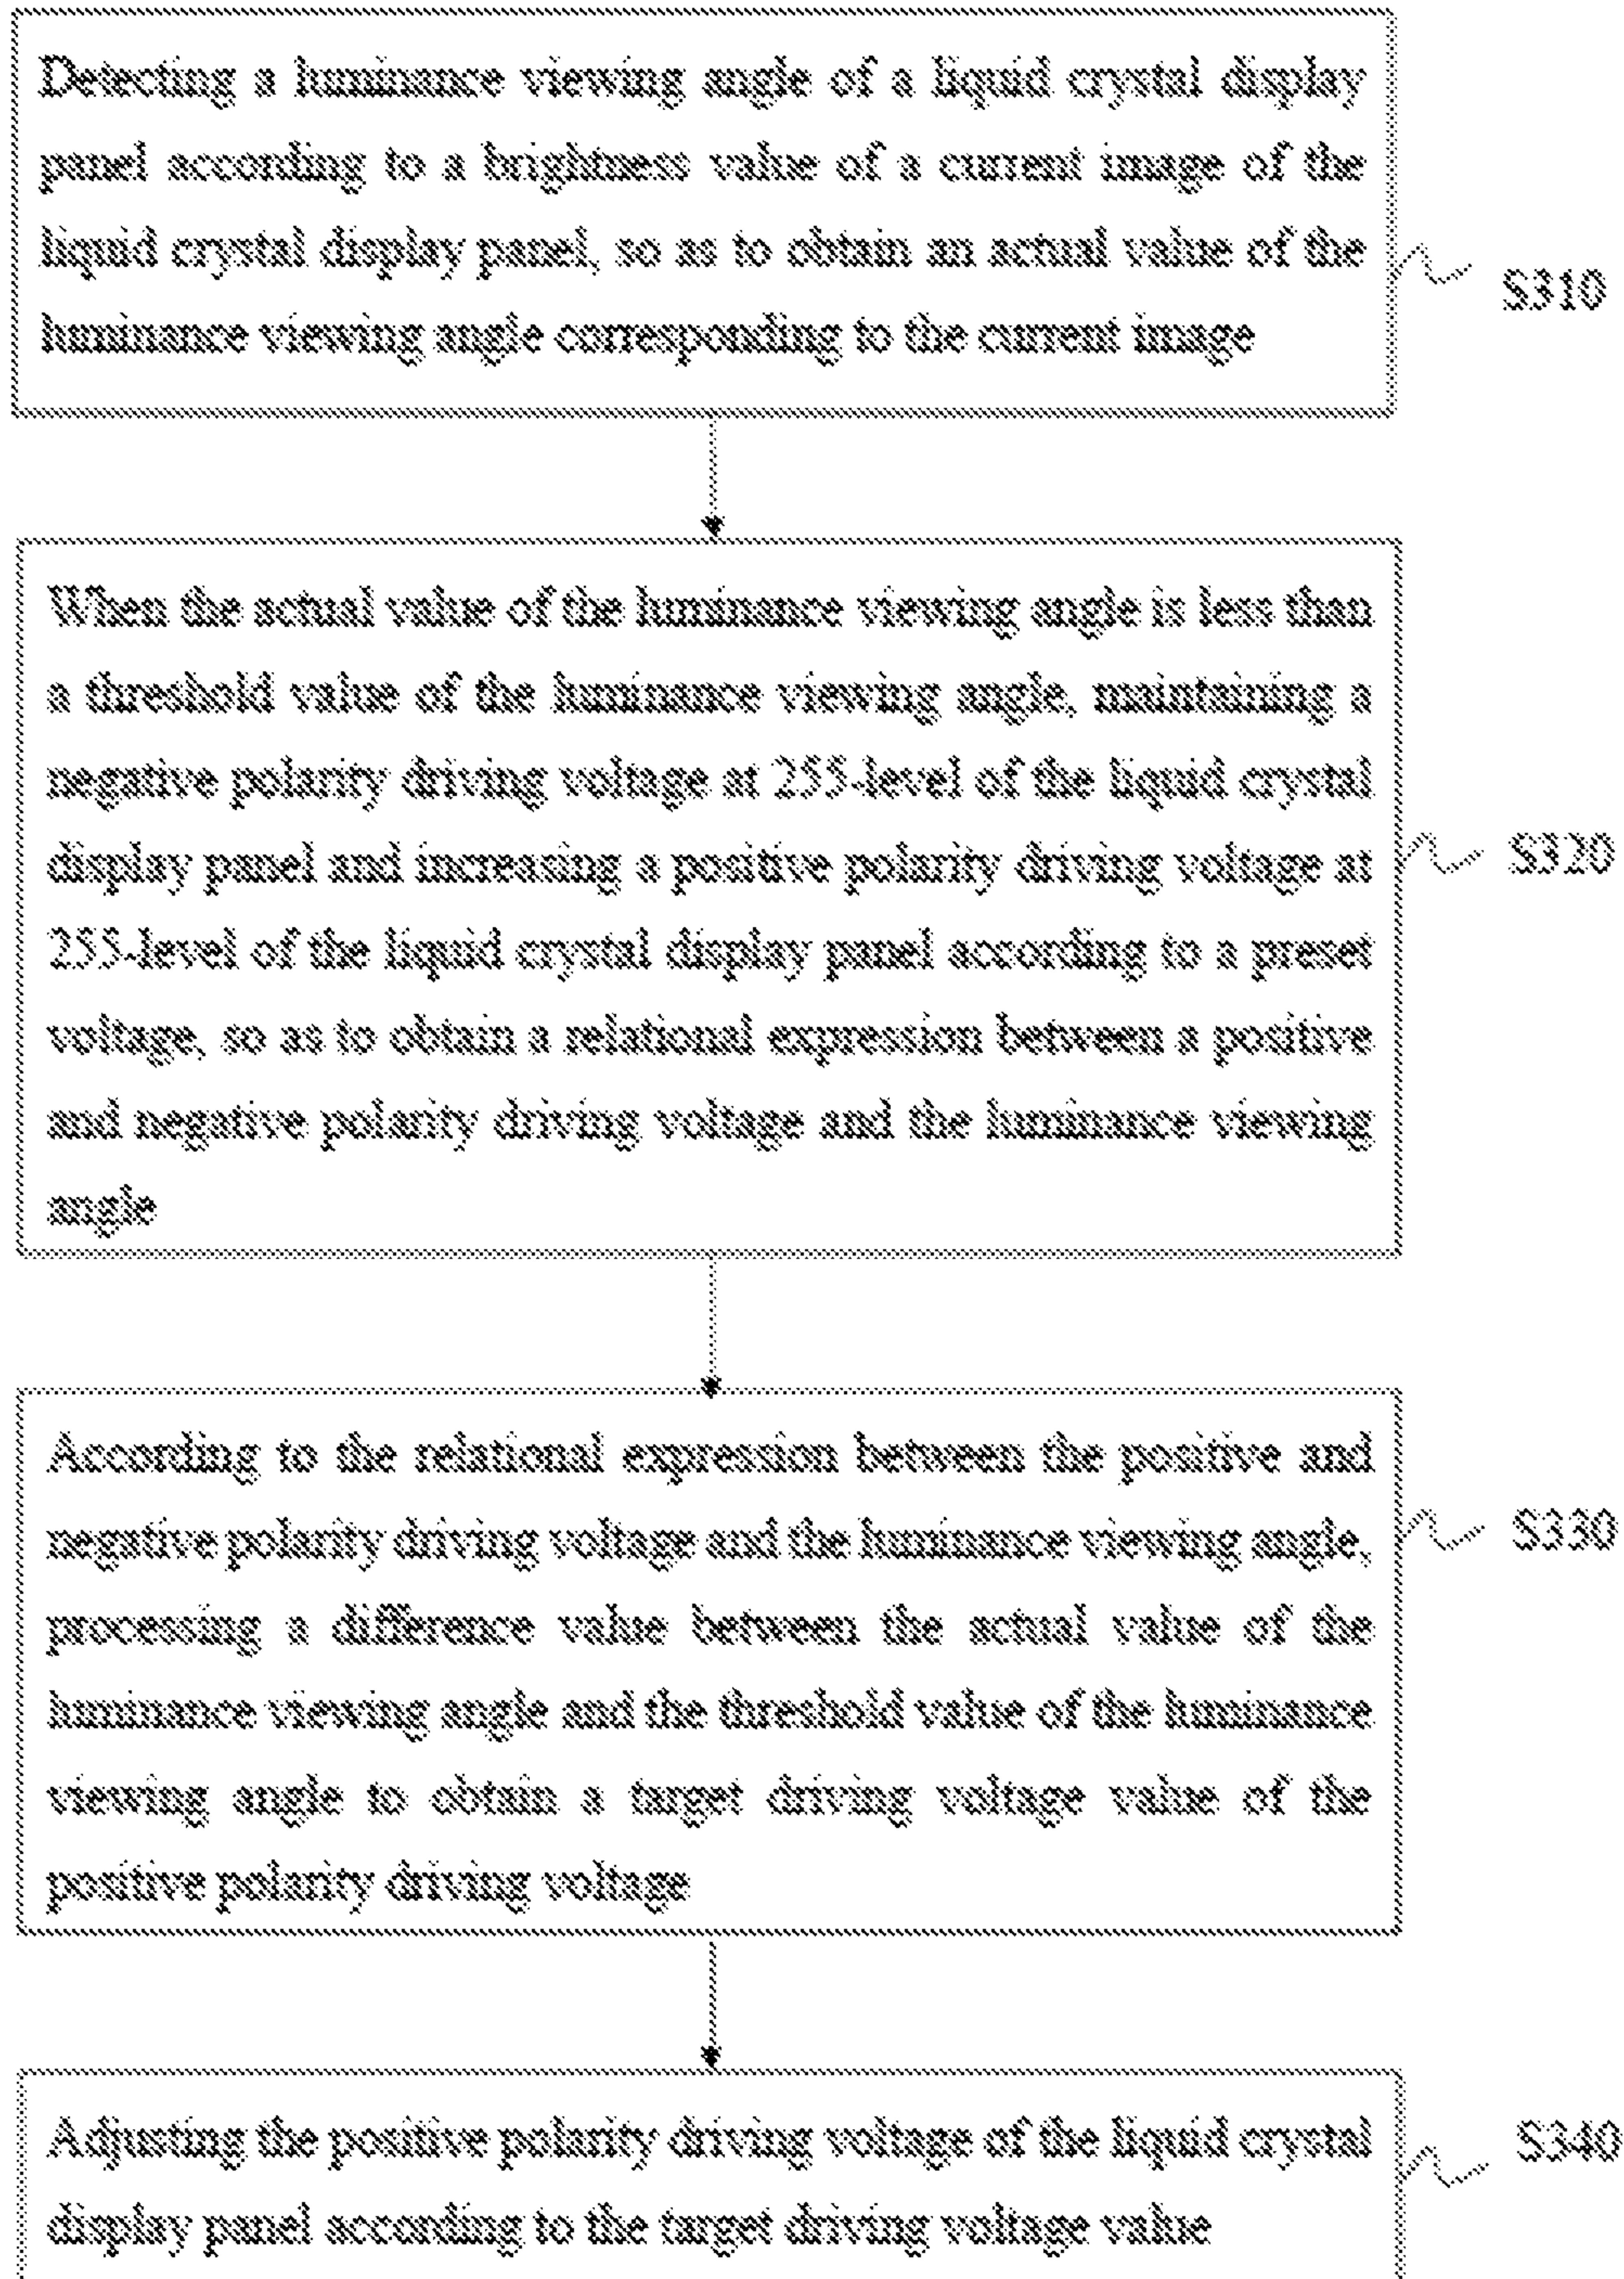 Detecting a luminance viewing angle of a liquid crystal display
panel according to a brightness value of a current image of the
liquid crystal display panel, so as to obtain an actual value of the
luminance viewing angle corresponding to the current image
S310
When the actual value of the luminance viewing angle is less than
a threshold value of the luminance viewing angle, maintaining a
negative polarity driving voltage at 255-level of the liquid crystal
display panel and increasing a positive polarity driving voltage at
255-level of the liquid crystal display panel according to a preset
voltage, so as to obtain a relational expression between a positive
and negative polarity driving voltage and the luminance viewing
angle
S320
According to the relational expression between the positive and
negative polarity driving voltage and the luminance viewing angle,
processing a difference value between the actual value of the
luminance viewing angle and the threshold value of the luminance
viewing angle to obtain a target driving voltage value of the
positive polarity driving voltage
S330
Adjusting the positive polarity driving voltage of the liquid crystal
display panel according to the target driving voltage value
S340